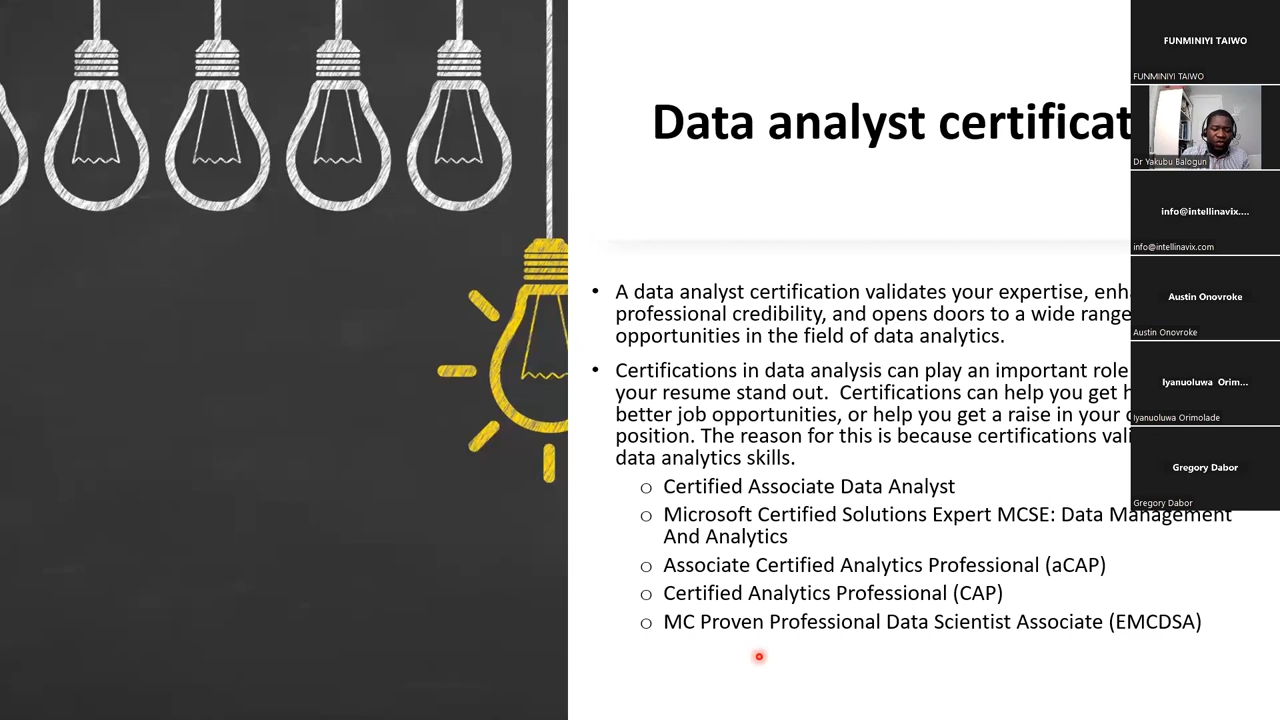 Data analyst certificat
• A data analyst certification validates your expertise, enh
professional credibility, and opens doors to a wide range
opportunities in the field of data analytics.
• Certifications in data analysis can play an important role
your resume stand out.  Certifications can help you get h
better job opportunities, or help you get a raise in your c
position. The reason for this is because certifications vali
data analytics skills.
○ Certified Associate Data Analyst
○ Microsoft Certified Solutions Expert MCSE: Data Management
And Analytics
○ Associate Certified Analytics Professional (aCAP)
○ Certified Analytics Professional (CAP)
○ MC Proven Professional Data Scientist Associate (EMCDSA)
FUNMINIYI TAIWO
FUNMINIYI TAIWO
Dr Yakubu Balogun
info@intellinavix....
info@intellinavix.com
Austin Onovroke
Austin Onovroke
Iyanuoluwa Orim...
Iyanuoluwa Orimolade
Gregory Dabor
Gregory Dabor